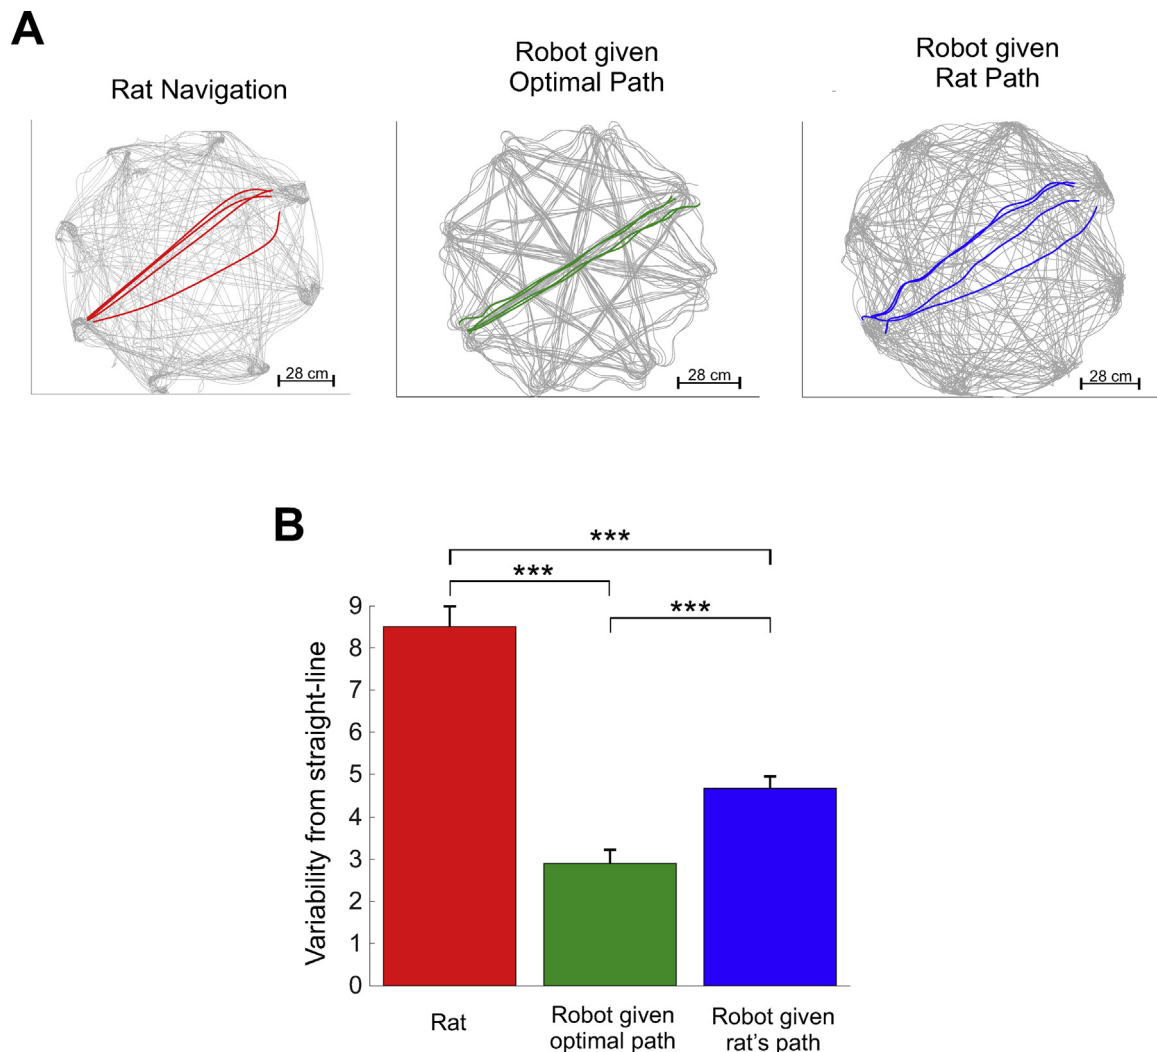 A
Rat Navigation
Robot given
Optimal Path
Robot given
Rat Path
28 cm
28 cm
28 cm
B
***
***
***
Variability from straight-line
9
8
7
6
5
4
3
2
1
0
Rat
Robot given
optimal path
Robot given
rat's path